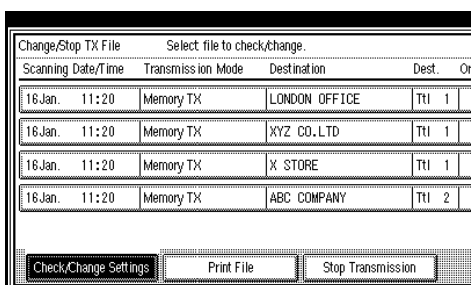 Change/Stop TX File Select file to check/change.
Scanning Date/Time Transmission Mode Destination Dest. Or
16Jan. 11:20 Memory TX LONDON OFFICE Ttl 1
16Jan. 11:20 Memory TX XYZ CO.LTD Ttl 1
16Jan. 11:20 Memory TX X STORE Ttl 1
16Jan. 11:20 Memory TX ABC COMPANY Ttl 2
Check/Change Settings Print File Stop Transmission